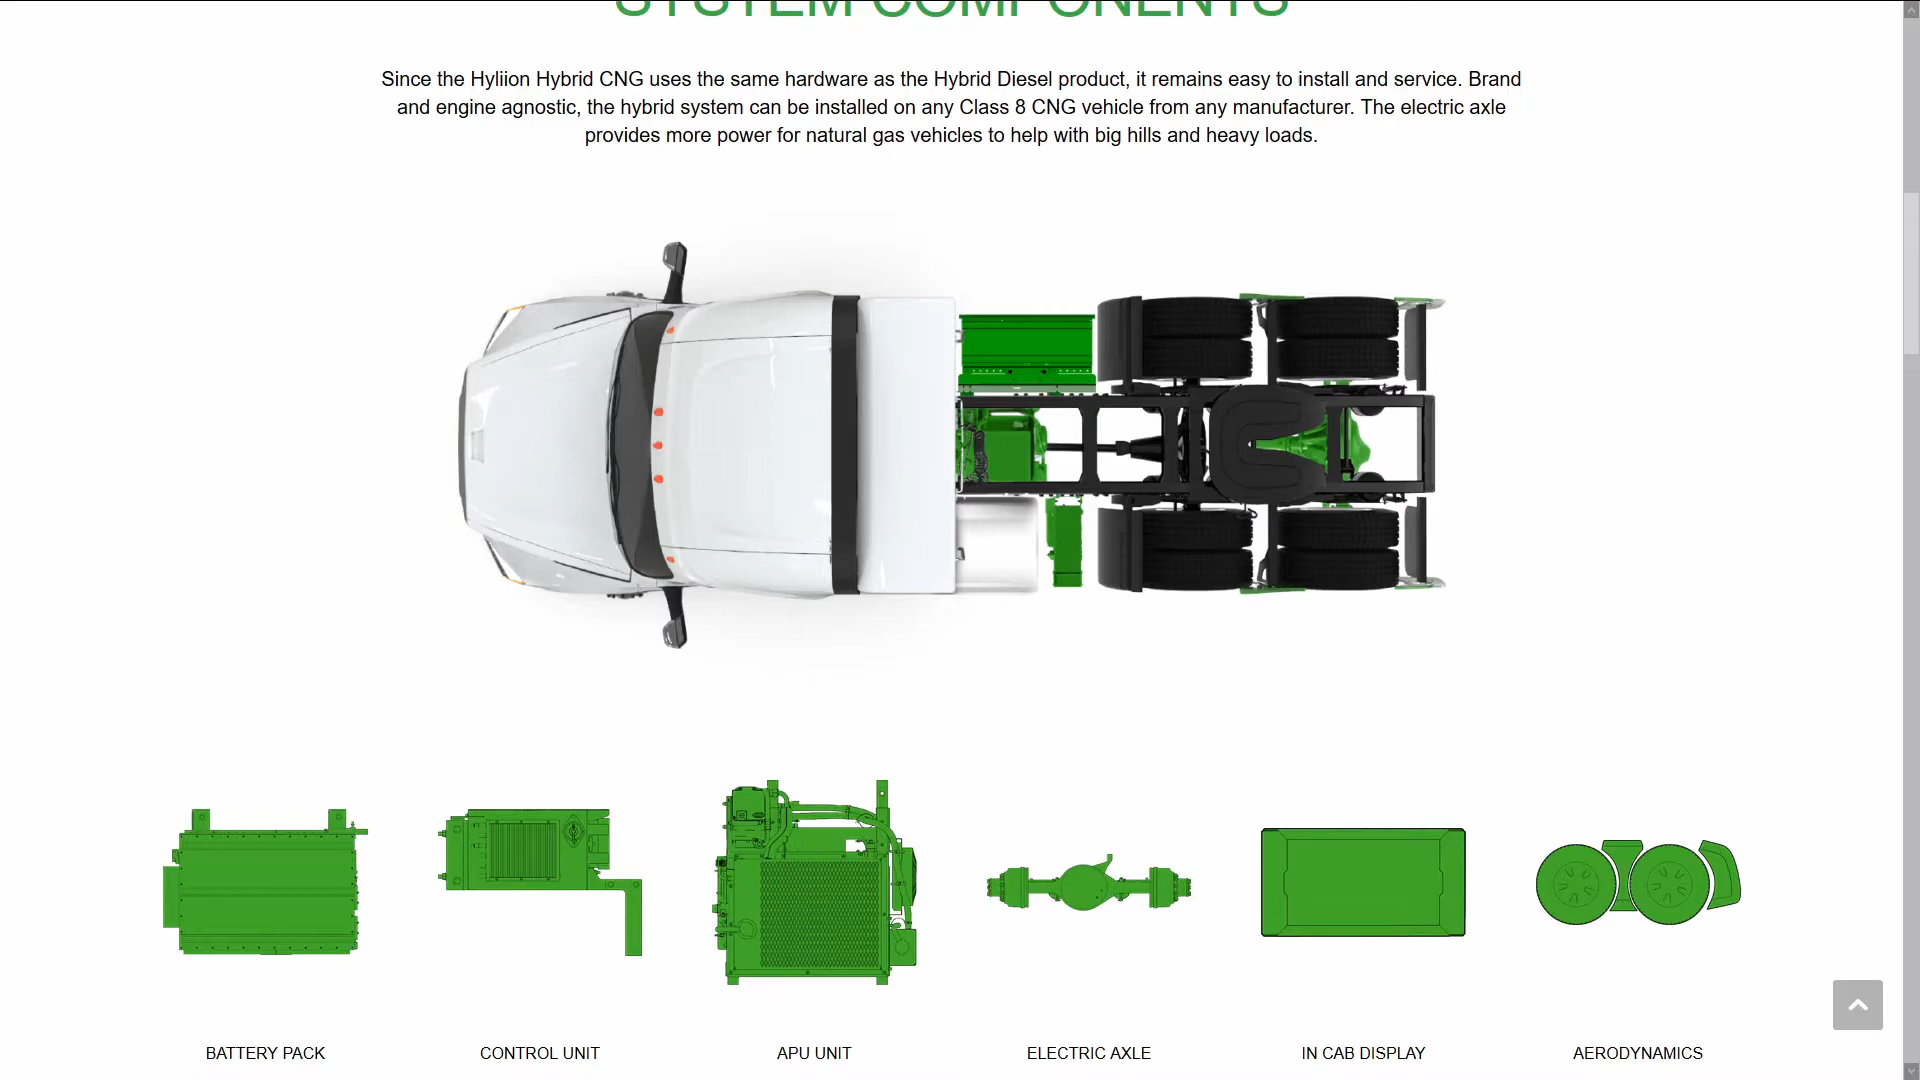 SYSTEM COMPONENTS
Since the Hyliion Hybrid CNG uses the same hardware as the Hybrid Diesel product, it remains easy to install and service. Brand
and engine agnostic, the hybrid system can be installed on any Class 8 CNG vehicle from any manufacturer. The electric axle
provides more power for natural gas vehicles to help with big hills and heavy loads.
BATTERY PACK
CONTROL UNIT
APU UNIT
ELECTRIC AXLE
IN CAB DISPLAY
AERODYNAMICS